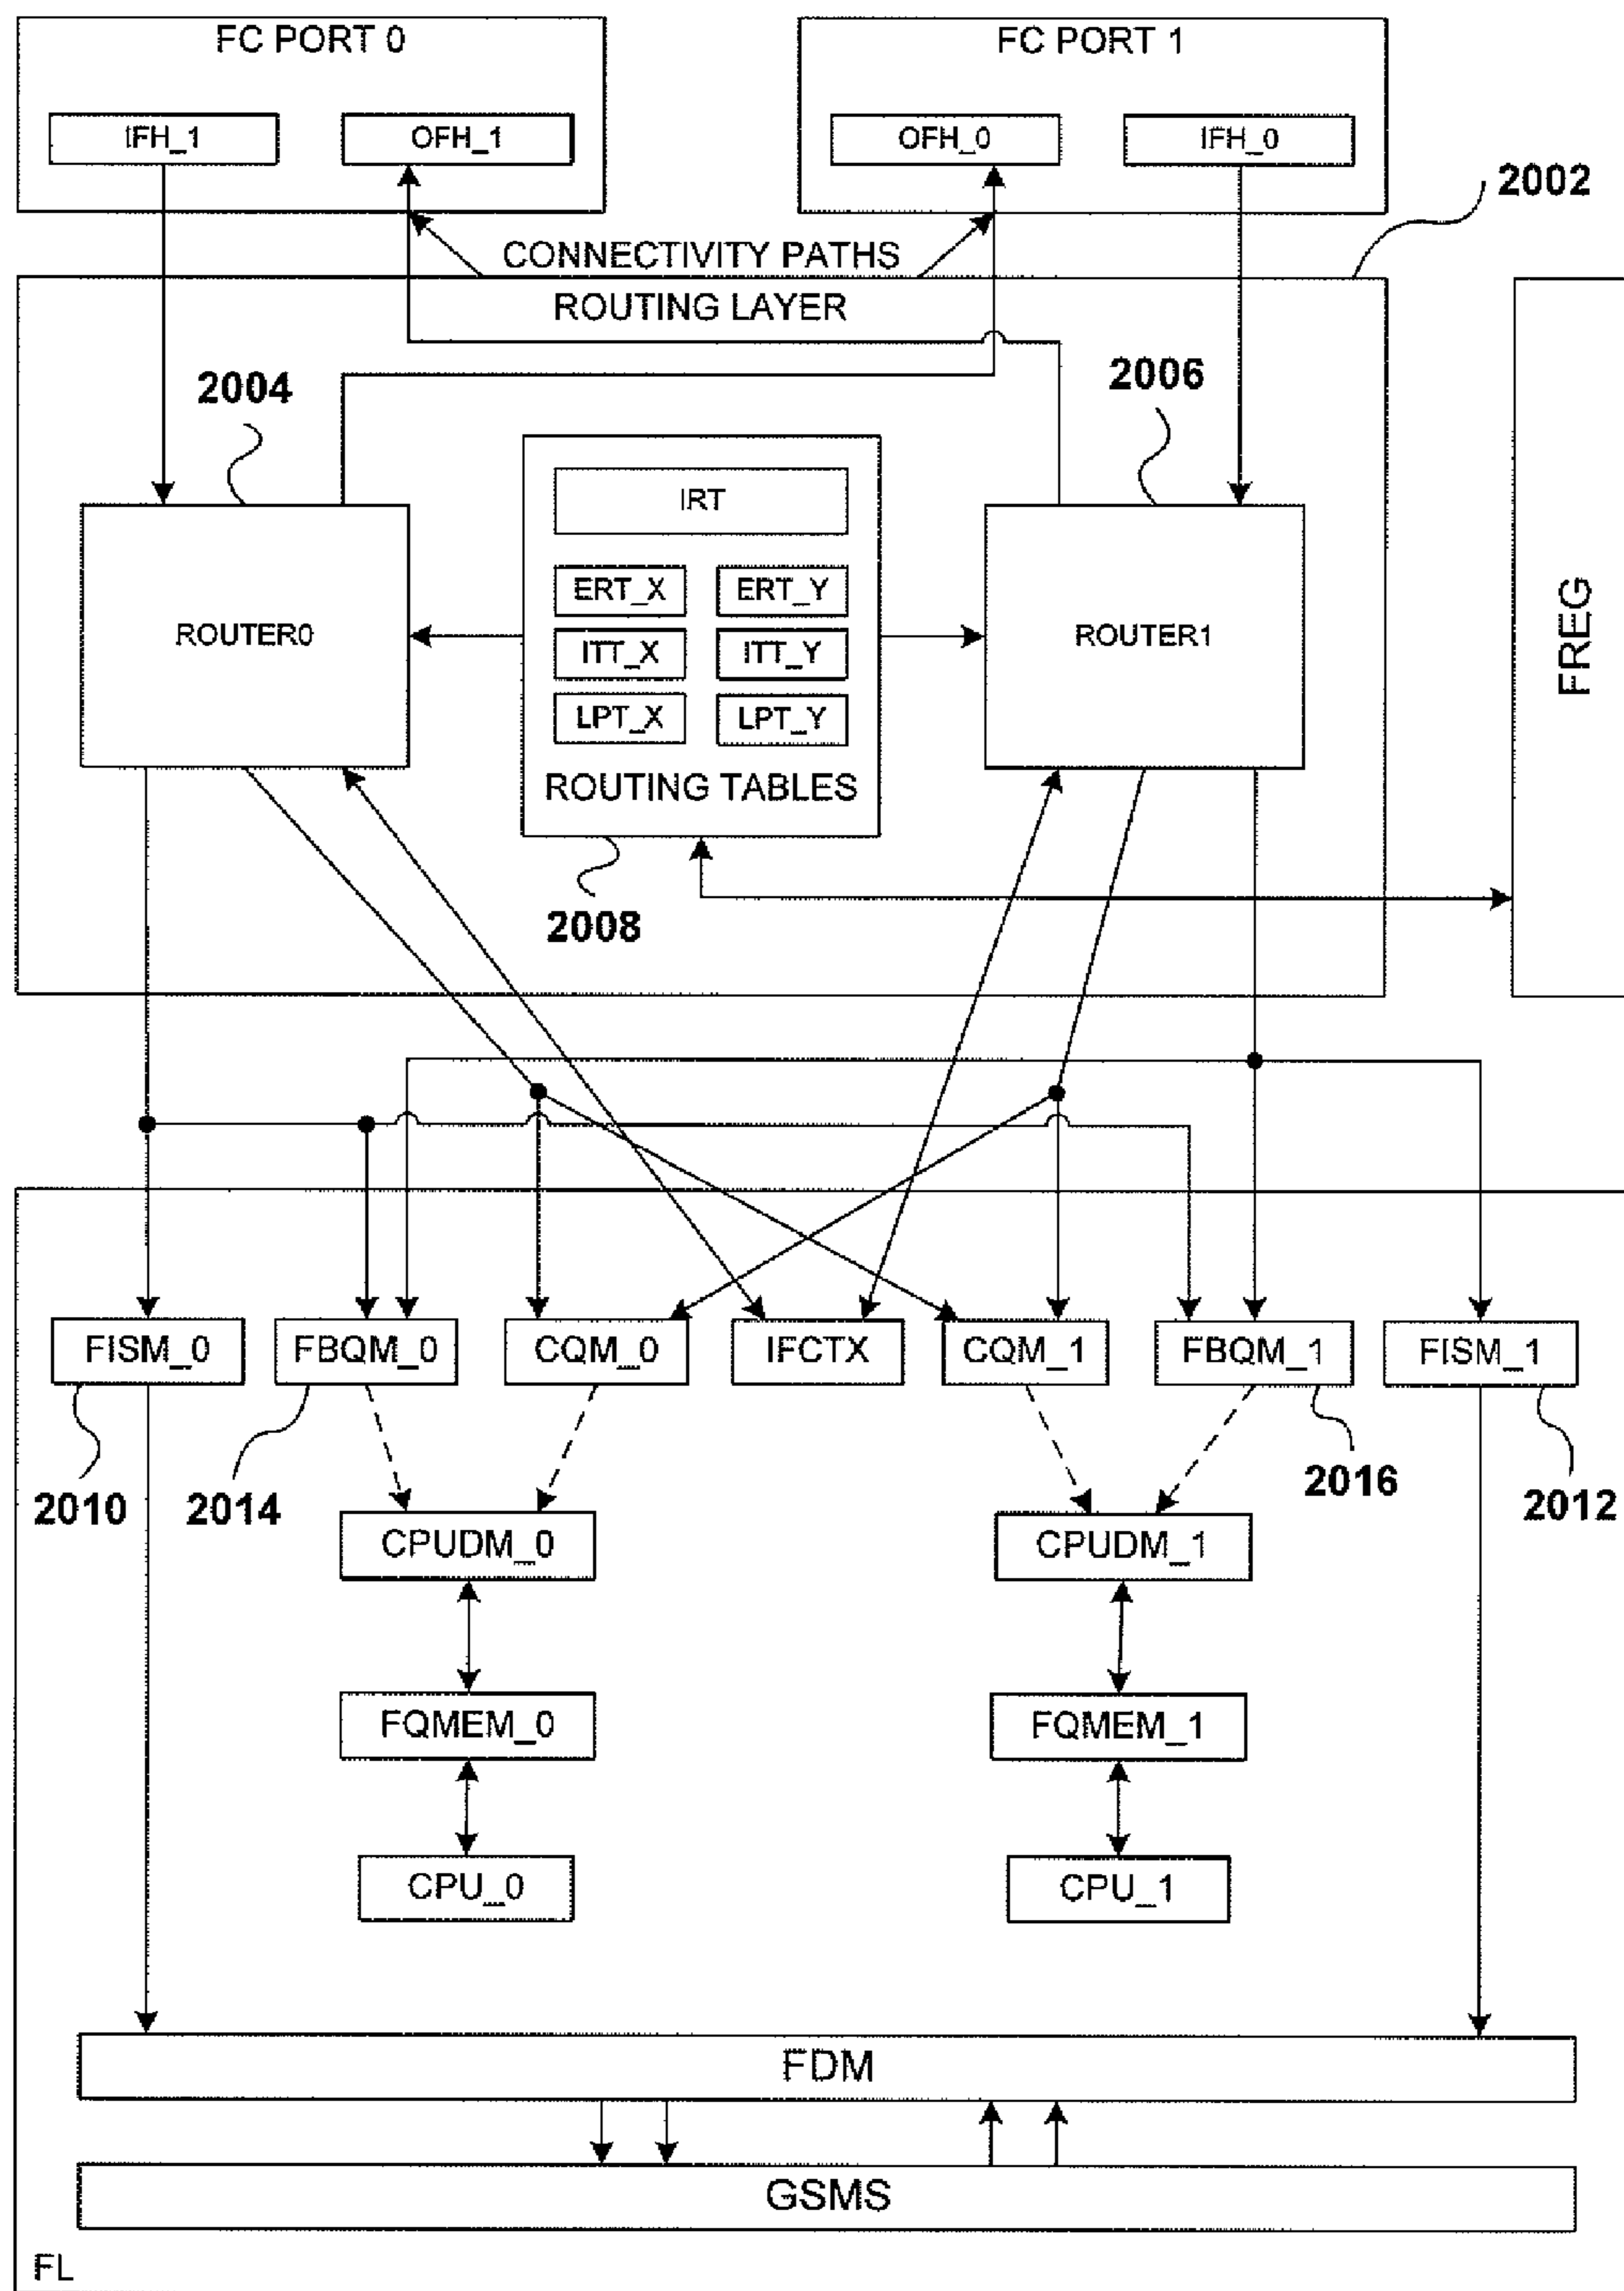 FC PORT 0
FC PORT 1
IFH_1
OFH_1
OFH_0
IFH_0
2002
CONNECTIVITY PATHS
ROUTING LAYER
2004
2006
IRT
ERT_X
ERT_Y
ROUTER0
ITT_X
ITT_Y
ROUTER1
FREG
LPT_X
LPT_Y
ROUTING TABLES
2008
FISM_0
FBQM_0
CQM_0
IFCTX
CQM_1
FBQM_1
FISM_1
2010
2014
2016
2012
CPUDM_0
CPUDM_1
FQMEM_0
FQMEM_1
CPU_0
CPU_1
FDM
GSMS
FL